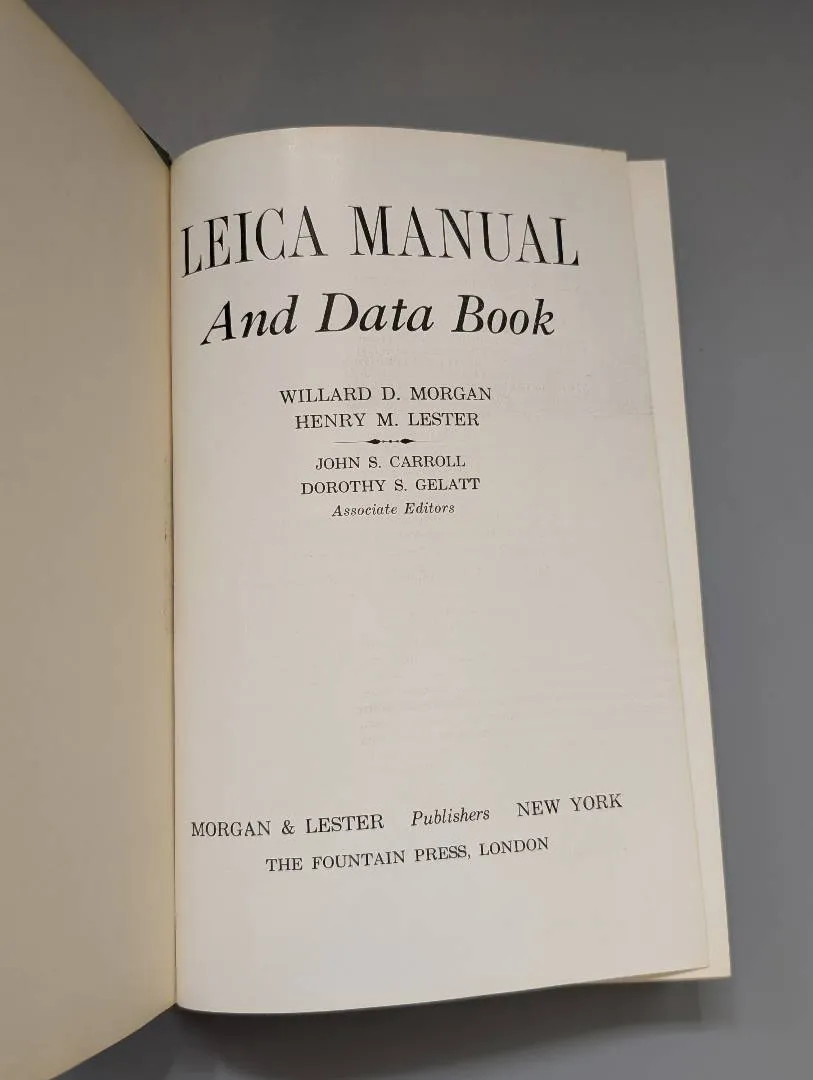 LEICA MANUAL
And Data Book
WILLARD D. MORGAN
HENRY M. LESTER
JOHN S. CARROLL
DOROTHY S. GELATT
Associate Editors
MORGAN & LESTER Publishers NEW YORK
THE FOUNTAIN PRESS, LONDON